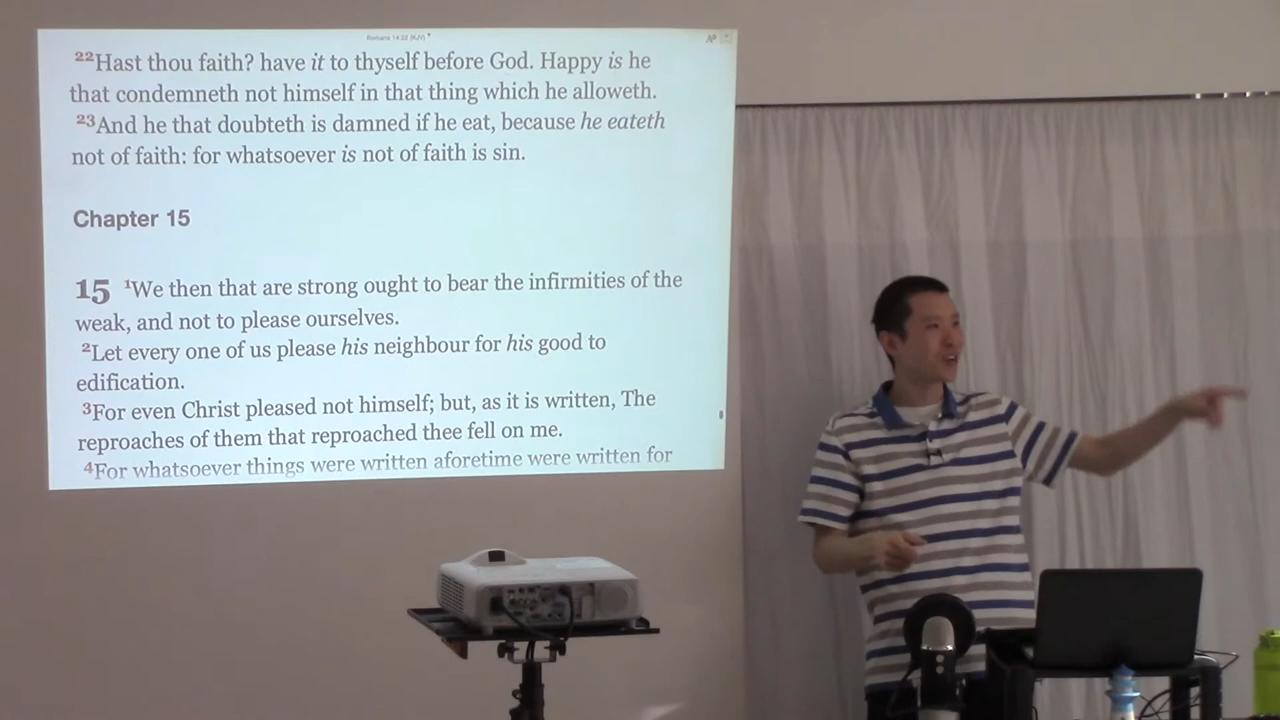 Romans 14:22 (KJV)
22Hast thou faith? have it to thyself before God. Happy is he
that condemneth not himself in that thing which he alloweth.
23And he that doubteth is damned if he eat, because he eateth
not of faith: for whatsoever is not of faith is sin.
Chapter 15
15 1We then that are strong ought to bear the infirmities of the
weak, and not to please ourselves.
2Let every one of us please his neighbour for his good to
edification.
3For even Christ pleased not himself; but, as it is written, The
reproaches of them that reproached thee fell on me.
4For whatsoever things were written aforetime were written for